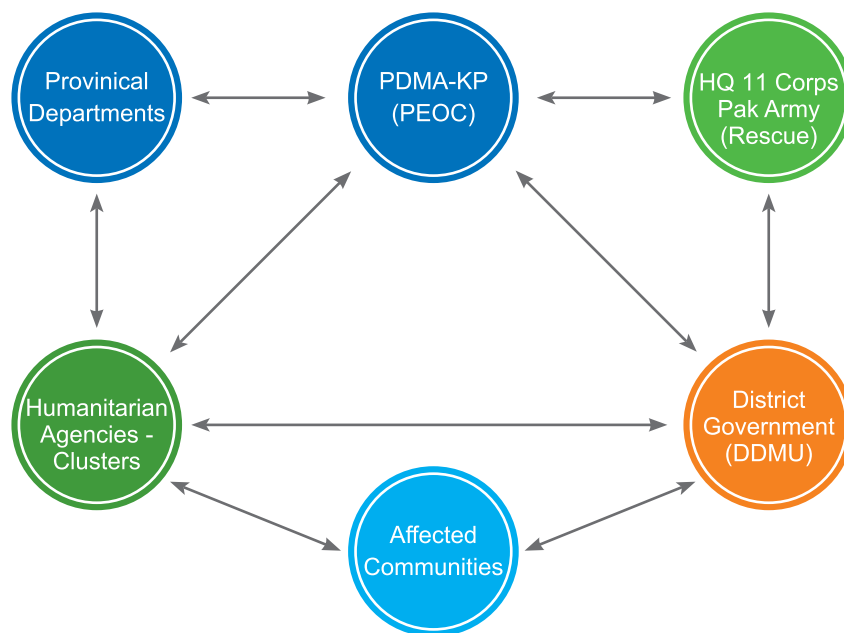 Provinical
Departments
PDMA-KP
(PEOC)
HQ 11 Corps
Pak Army
(Rescue)
Humanitarian
Agencies -
Clusters
District
Government
(DDMU)
Affected
Communities